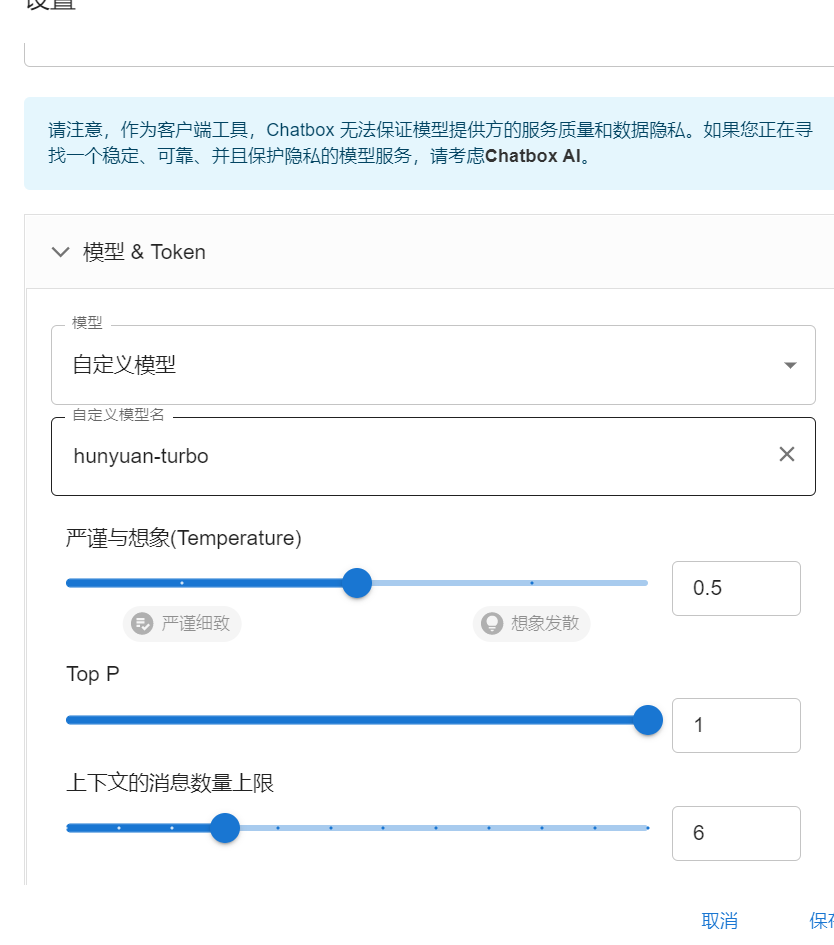 设置
请注意，作为客户端工具，Chatbox 无法保证模型提供方的服务质量和数据隐私。如果您正在寻
找一个稳定、可靠、并且保护隐私的模型服务，请考虑Chatbox AI。
模型 & Token
模型
自定义模型
自定义模型名
hunyuan-turbo
严谨与想象(Temperature)
0.5
严谨细致 想象发散
Top P
1
上下文的消息数量上限
6
取消 保存